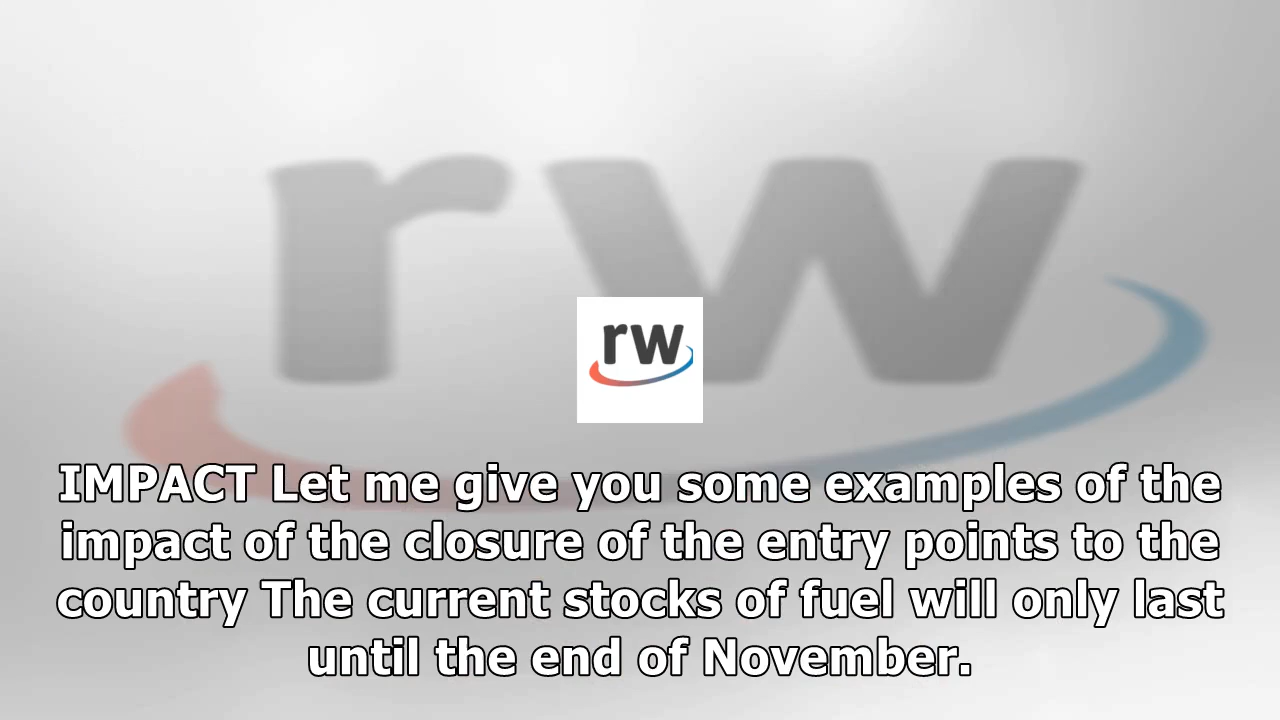 rw
rw
IMPACT Let me give you some examples of the
impact of the closure of the entry points to the
country The current stocks of fuel will only last
until the end of November.